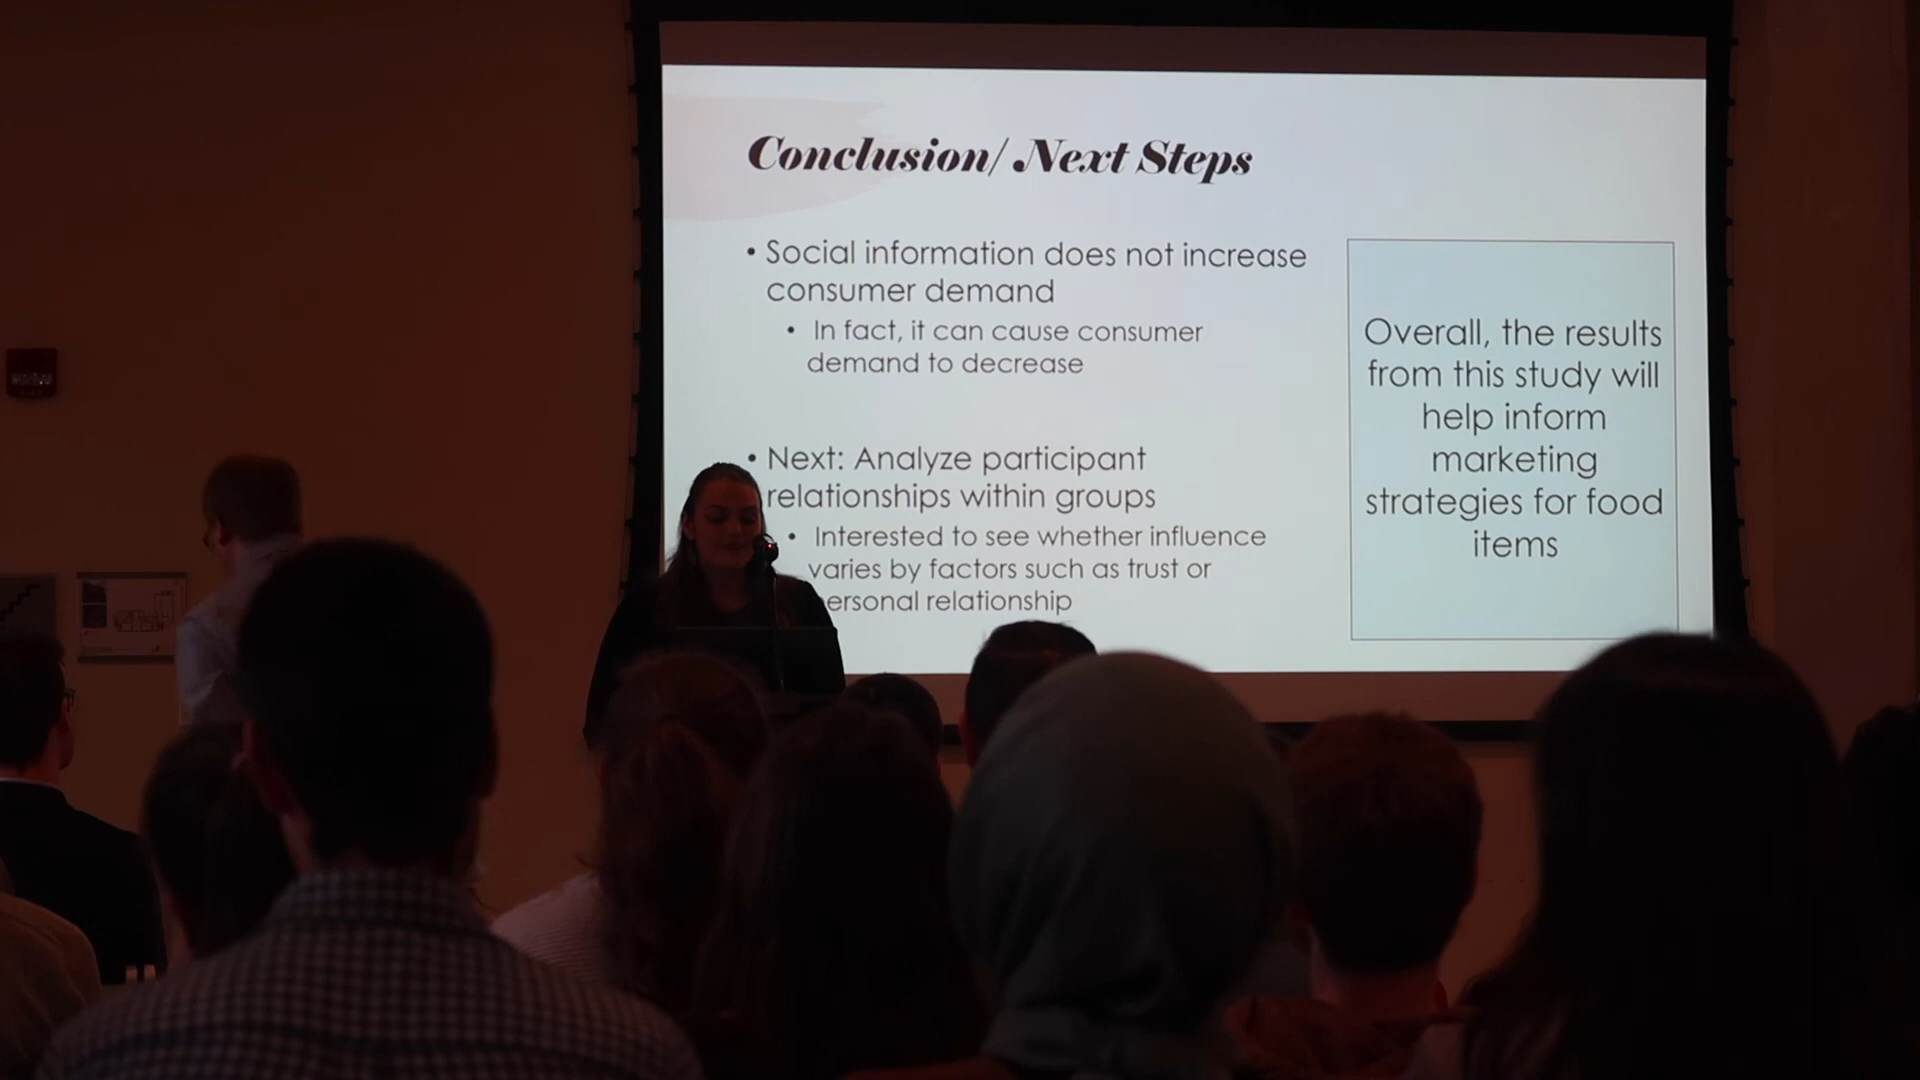 Conclusion/ Next Steps
• Social information does not increase
consumer demand
• In fact, it can cause consumer
demand to decrease
• Next: Analyze participant
relationships within groups
• Interested to see whether influence
varies by factors such as trust or
ersonal relationship
Overall, the results
from this study will
help inform
marketing
strategies for food
items